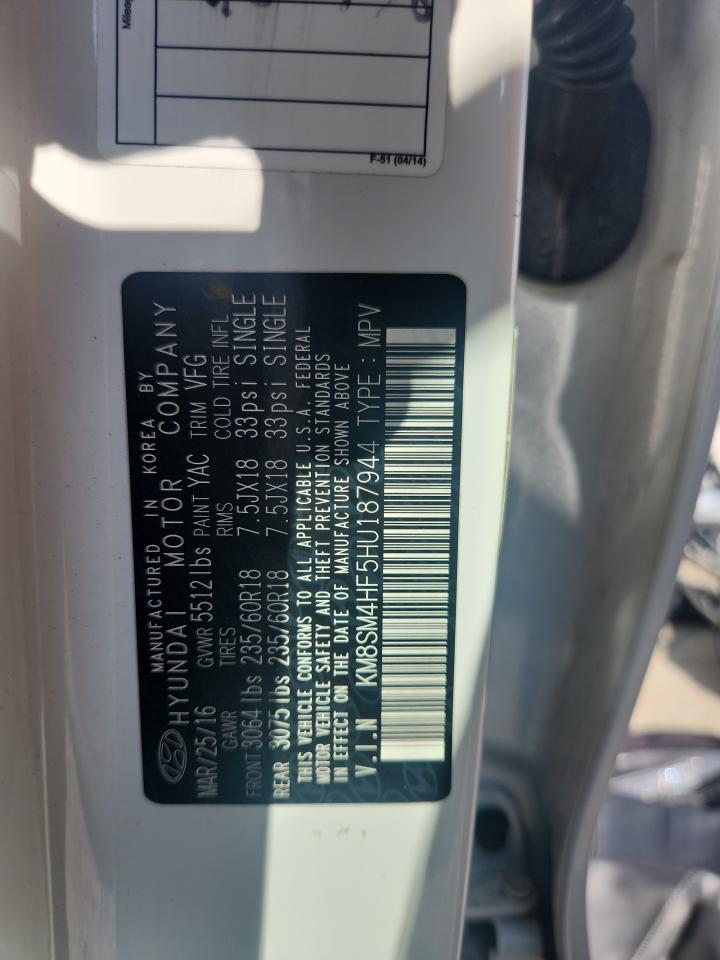 Mileage
F-51 (04/14)
MANUFACTURED IN KOREA BY
HYUNDAI MOTOR COMPANY
MAR/25/16 GVWR 5512lbs PAINT YAC TRIM VFG
GAWR TIRES RIMS COLD TIRE INFL
FRONT 3064 lbs 235/60R18 7.5JX18 33psi SINGLE
REAR 3075 lbs 235/60R18 7.5JX18 33psi SINGLE
THIS VEHICLE CONFORMS TO ALL APPLICABLE U.S.A. FEDERAL
MOTOR VEHICLE SAFETY AND THEFT PREVENTION STANDARDS
IN EFFECT ON THE DATE OF MANUFACTURE SHOWN ABOVE
V.I.N KM8SM4HF5HU187944 TYPE : MPV